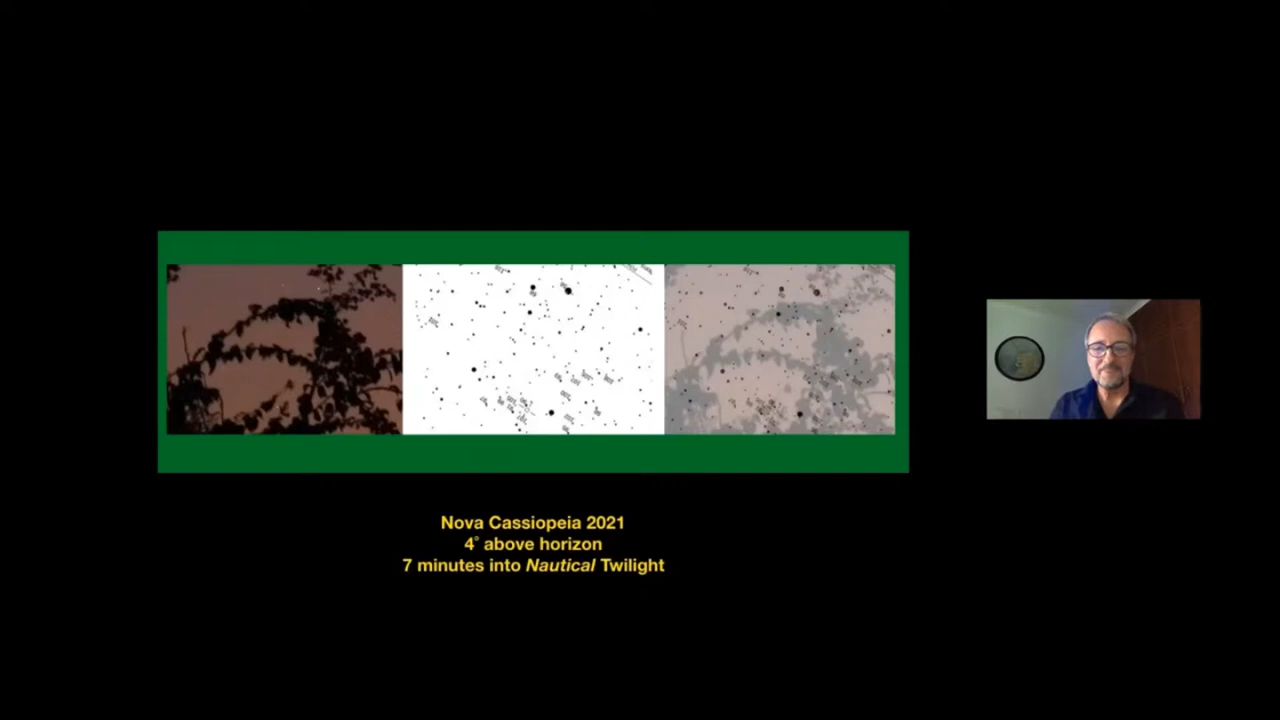 Nova Cassiopeia 2021
4° above horizon
7 minutes into Nautical Twilight